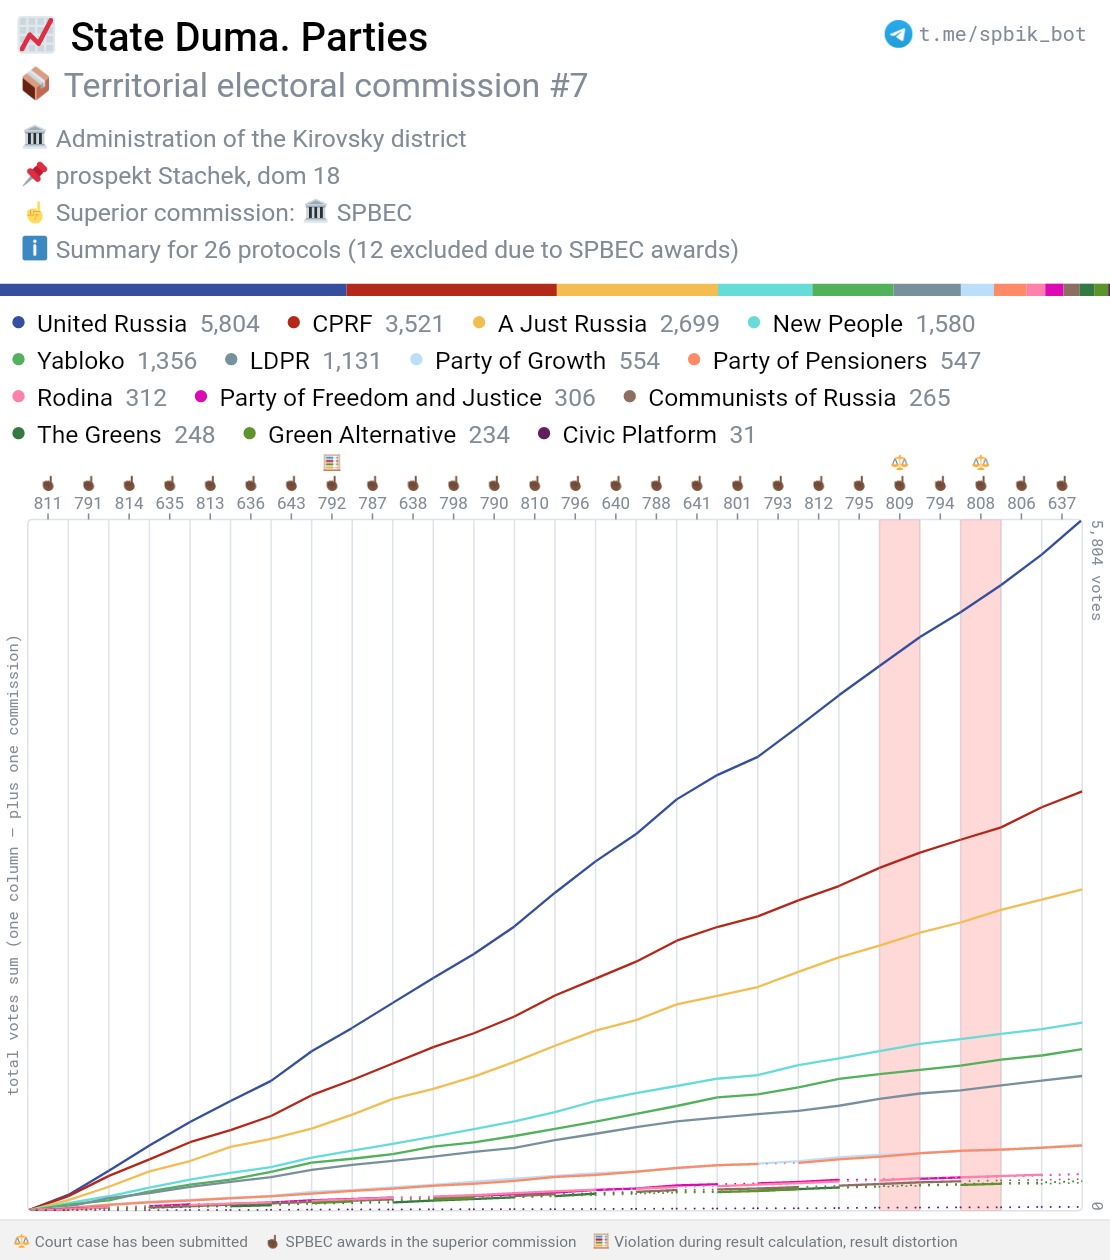 State Duma. Parties
t.me/spbik_bot
Territorial electoral commission #7
Administration of the Kirovsky district
prospekt Stachek, dom 18
Superior commission: SPBEC
Summary for 26 protocols (12 excluded due to SPBEC awards)
United Russia 5,804 CPRF 3,521 A Just Russia 2,699 New People 1,580
Yabloko 1,356 LDPR 1,131 Party of Growth 554 Party of Pensioners 547
Rodina 312 Party of Freedom and Justice 306 Communists of Russia 265
The Greens 248 Green Alternative 234 Civic Platform 31
811 791 814 635 813 636 643 792 787 638 798 790 810 796 640 788 641 801 793 812 795 809 794 808 806 637
5,804 votes
total votes sum (one column – plus one commission)
0
Court case has been submitted SPBEC awards in the superior commission Violation during result calculation, result distortion